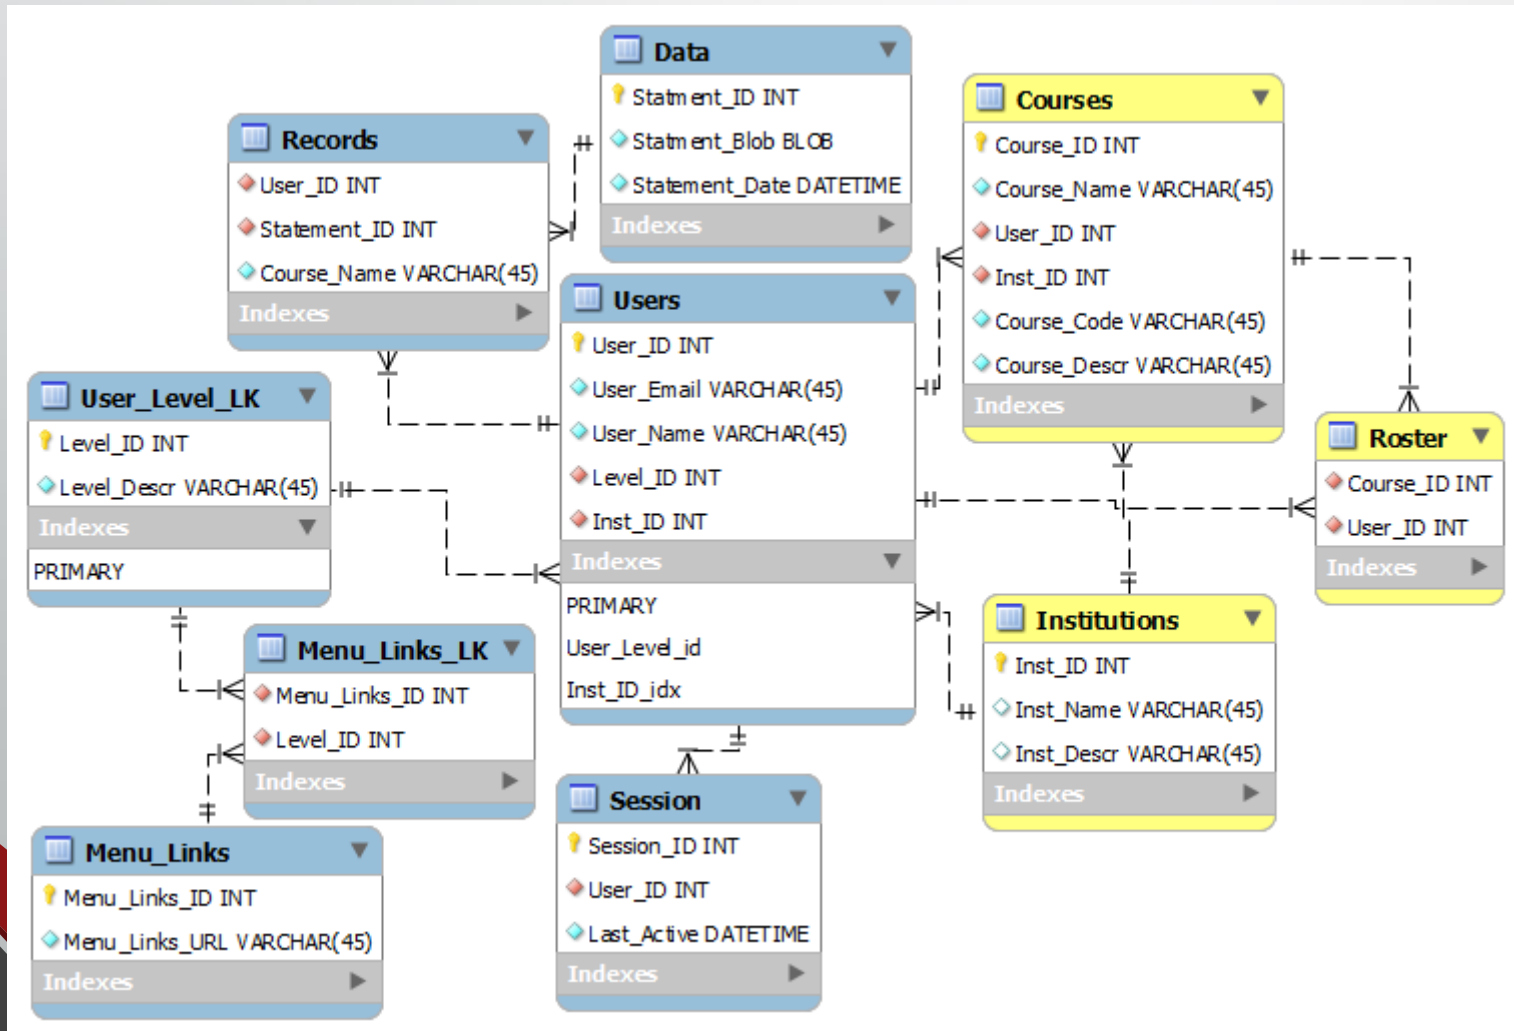 Data
Statment_ID INT
Statment_Blob BLOB
Statement_Date DATETIME
Indexes
Courses
Course_ID INT
Course_Name VARCHAR(45)
User_ID INT
Inst_ID INT
Course_Code VARCHAR(45)
Course_Descr VARCHAR(45)
Indexes
Records
User_ID INT
Statement_ID INT
Course_Name VARCHAR(45)
Indexes
Users
User_ID INT
User_Email VARCHAR(45)
User_Name VARCHAR(45)
Level_ID INT
Inst_ID INT
Indexes
PRIMARY
User_Level_id
Inst_ID_idx
User_Level_LK
Level_ID INT
Level_Descr VARCHAR(45)
Indexes
PRIMARY
Roster
Course_ID INT
User_ID INT
Indexes
Menu_Links_LK
Menu_Links_ID INT
Level_ID INT
Indexes
Institutions
Inst_ID INT
Inst_Name VARCHAR(45)
Inst_Descr VARCHAR(45)
Indexes
Session
Session_ID INT
User_ID INT
Last_Active DATETIME
Indexes
Menu_Links
Menu_Links_ID INT
Menu_Links_URL VARCHAR(45)
Indexes